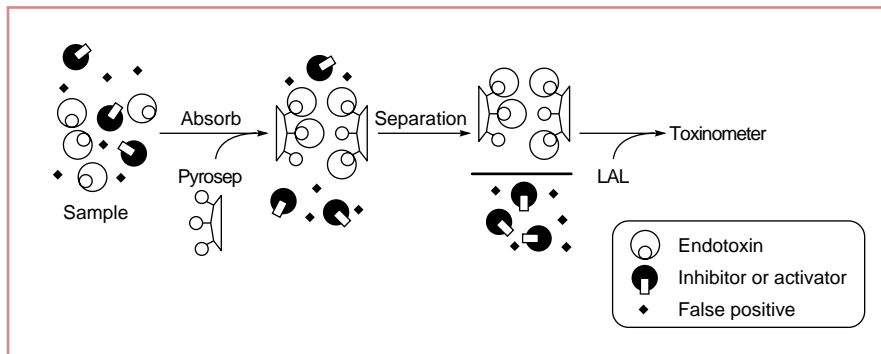 Absorb
Separation
Toxinometer
Pyrosep
LAL
Sample
Endotoxin
Inhibitor or activator
False positive